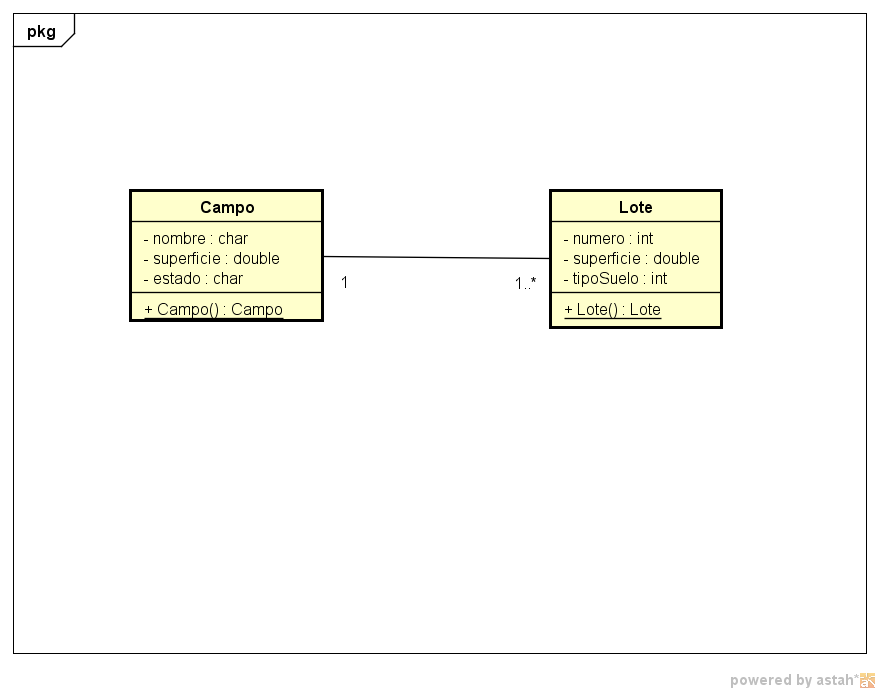 pkg
Campo
- nombre : char
- superficie : double
- estado : char
+ Campo() : Campo
1
1..*
Lote
- numero : int
- superficie : double
- tipoSuelo : int
+ Lote() : Lote
powered by astah*